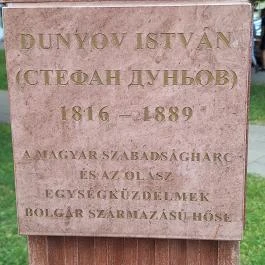 DUNYOV ISTVÁN
(СТЕФАН ДУНЬОВ)
1816 – 1889
A MAGYAR SZABADSÁGHARC
ÉS AZ OLASZ
EGYSÉGKÜZDELMEK
BOLGÁR SZÁRMAZÁSÚ HŐSE